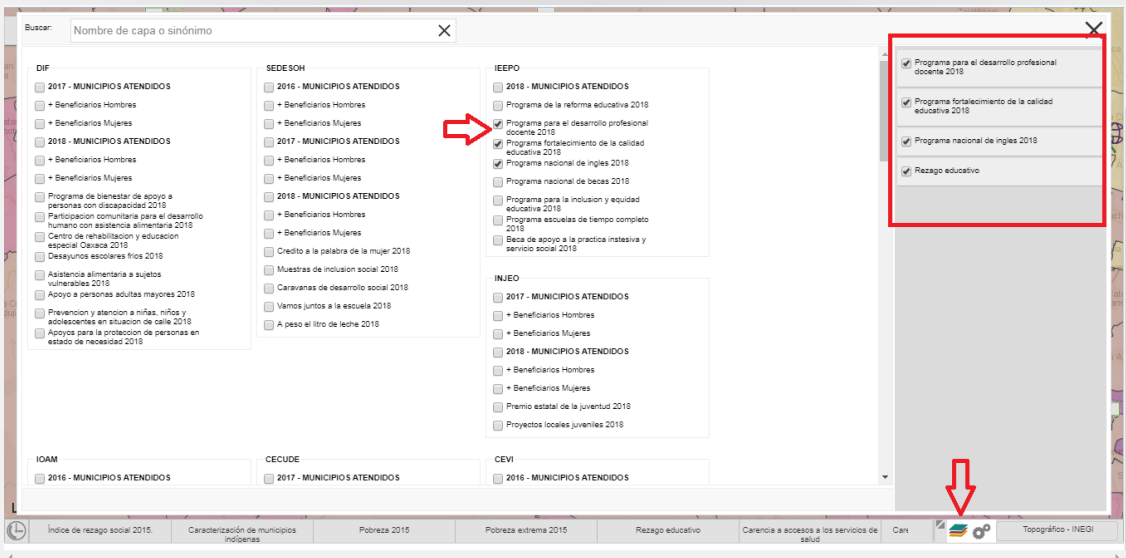 Buscar:
Nombre de capa o sinónimo
DIF
2017 - MUNICIPIOS ATENDIDOS
+ Beneficiarios Hombres
+ Beneficiarios Mujeres
2018 - MUNICIPIOS ATENDIDOS
+ Beneficiarios Hombres
+ Beneficiarios Mujeres
Programa de bienestar de apoyo a
personas con discapacidad 2018
Participacion comunitaria para el desarrollo
humano con asistencia alimentaria 2018
Centro de rehabilitacion y educacion
especial Oaxaca 2018
Desayunos escolares frios 2018
Asistencia alimentaria a sujetos
vulnerables 2018
Apoyo a personas adultas mayores 2018
Prevencion y atencion a niñas, niños y
adolescentes en situacion de calle 2018
Apoyos para la proteccion de personas en
estado de necesidad 2018
SEDESOH
2016 - MUNICIPIOS ATENDIDOS
+ Beneficiarios Hombres
+ Beneficiarios Mujeres
2017 - MUNICIPIOS ATENDIDOS
+ Beneficiarios Hombres
+ Beneficiarios Mujeres
2018 - MUNICIPIOS ATENDIDOS
+ Beneficiarios Hombres
+ Beneficiarios Mujeres
Credito a la palabra de la mujer 2018
Muestras de inclusion social 2018
Caravanas de desarrollo social 2018
Vamos juntos a la escuela 2018
A peso el litro de leche 2018
IEEPO
2018 - MUNICIPIOS ATENDIDOS
Programa de la reforma educativa 2018
Programa para el desarrollo profesional
docente 2018
Programa fortalecimiento de la calidad
educativa 2018
Programa nacional de ingles 2018
Programa nacional de becas 2018
Programa para la inclusion y equidad
educativa 2018
Programa escuelas de tiempo completo
2018
Beca de apoyo a la practica instesiva y
servicio social 2018
INJEO
2017 - MUNICIPIOS ATENDIDOS
+ Beneficiarios Hombres
+ Beneficiarios Mujeres
2018 - MUNICIPIOS ATENDIDOS
+ Beneficiarios Hombres
+ Beneficiarios Mujeres
Premio estatal de la juventud 2018
Proyectos locales juveniles 2018
IOAM
2016 - MUNICIPIOS ATENDIDOS
CECUDE
2017 - MUNICIPIOS ATENDIDOS
CEVI
2016 - MUNICIPIOS ATENDIDOS
Programa para el desarrollo profesional
docente 2018
Programa fortalecimiento de la calidad
educativa 2018
Programa nacional de ingles 2018
Rezago educativo
Índice de rezago social 2015.
Caracterización de municipios
indígenas
Pobreza 2015
Pobreza extrema 2015
Rezago educativo
Carencia a accesos a los servicios de
salud
Care
Topográfico - INEGI